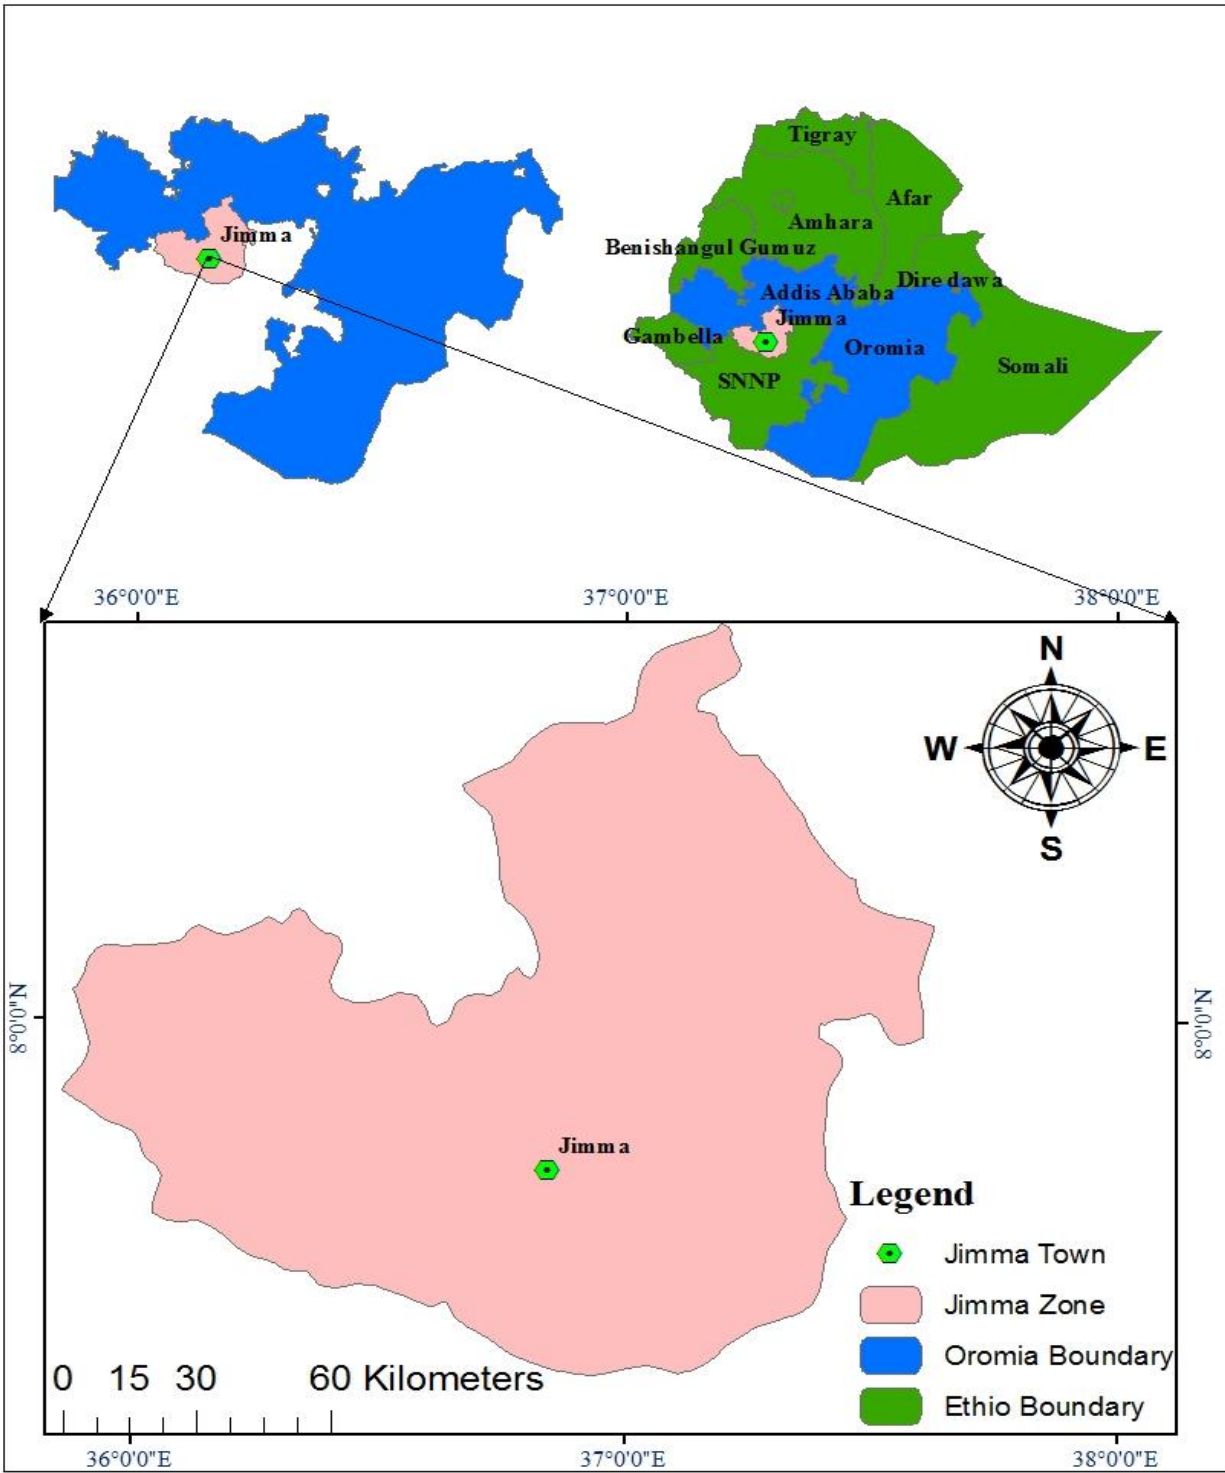 Jimma
Tigray
Afar
Amhara
Benishangul Gumuz
Dire dawa
Addis Ababa
Jimma
Gambella
Oromia
Somali
SNNP
36°0'0"E
37°0'0"E
38°0'0"E
N
W
E
S
8°0'0"N
8°0'0"N
Jimma
Legend
Jimma Town
Jimma Zone
Oromia Boundary
Ethio Boundary
0 15 30 60 Kilometers
36°0'0"E
37°0'0"E
38°0'0"E